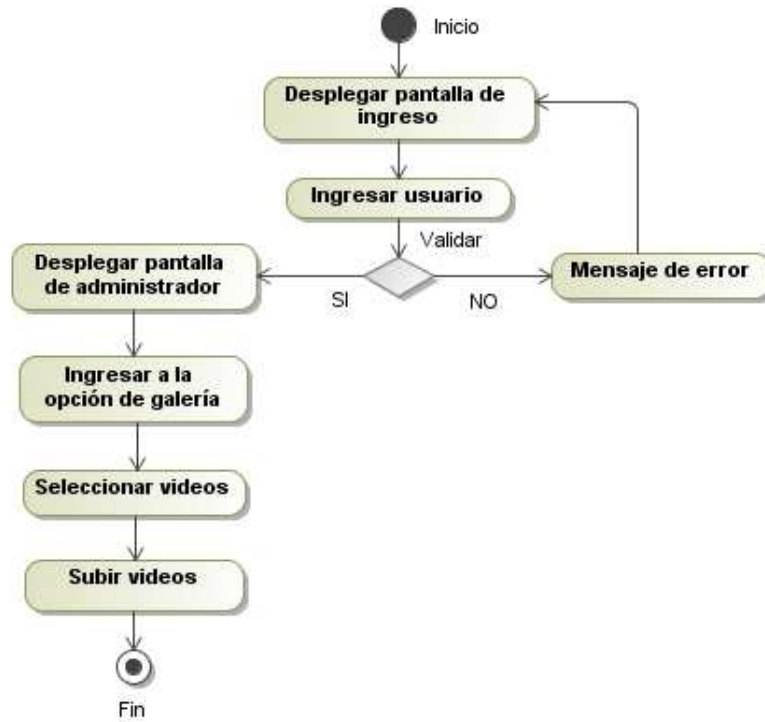 Inicio
Desplegar pantalla de
ingreso
Ingresar usuario
Validar
Desplegar pantalla
de administrador
SI
NO
Mensaje de error
Ingresar a la
opción de galería
Seleccionar videos
Subir videos
Fin